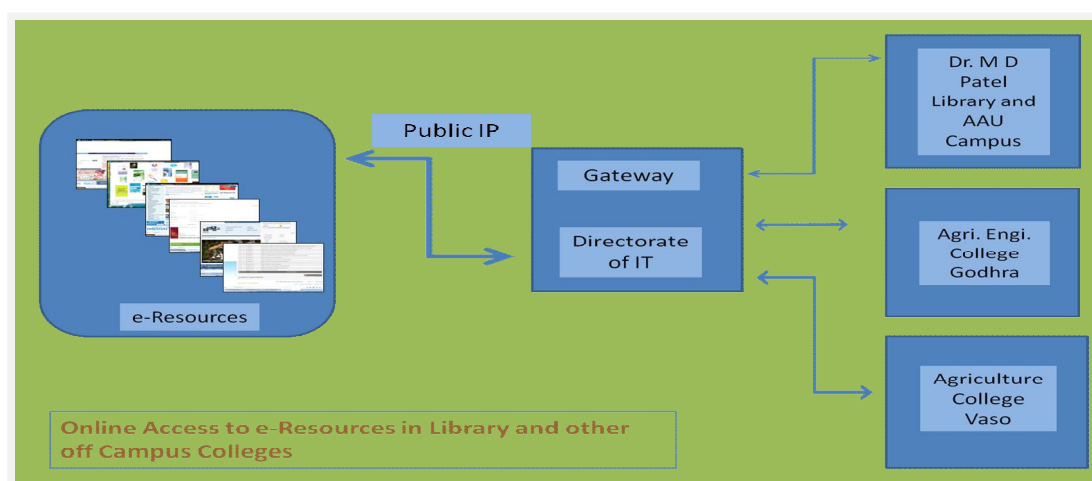 e-Resources
Public IP
Gateway
Directorate
of IT
Dr. M D
Patel
Library and
AAU
Campus
Agri. Engi.
College
Godhra
Agriculture
College
Vaso
Online Access to e-Resources in Library and other
off Campus Colleges